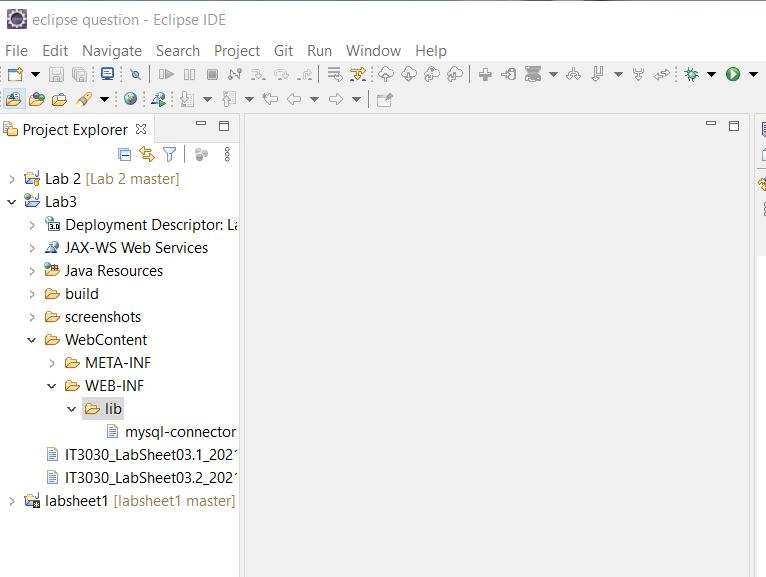 eclipse question - Eclipse IDE
File Edit Navigate Search Project Git Run Window Help
Project Explorer
Lab 2 [Lab 2 master]
Lab3
3.0 Deployment Descriptor: La
JAX-WS Web Services
Java Resources
build
screenshots
WebContent
META-INF
WEB-INF
lib
mysql-connector
IT3030_LabSheet03.1_2021
IT3030_LabSheet03.2_2021
labsheet1 [labsheet1 master]